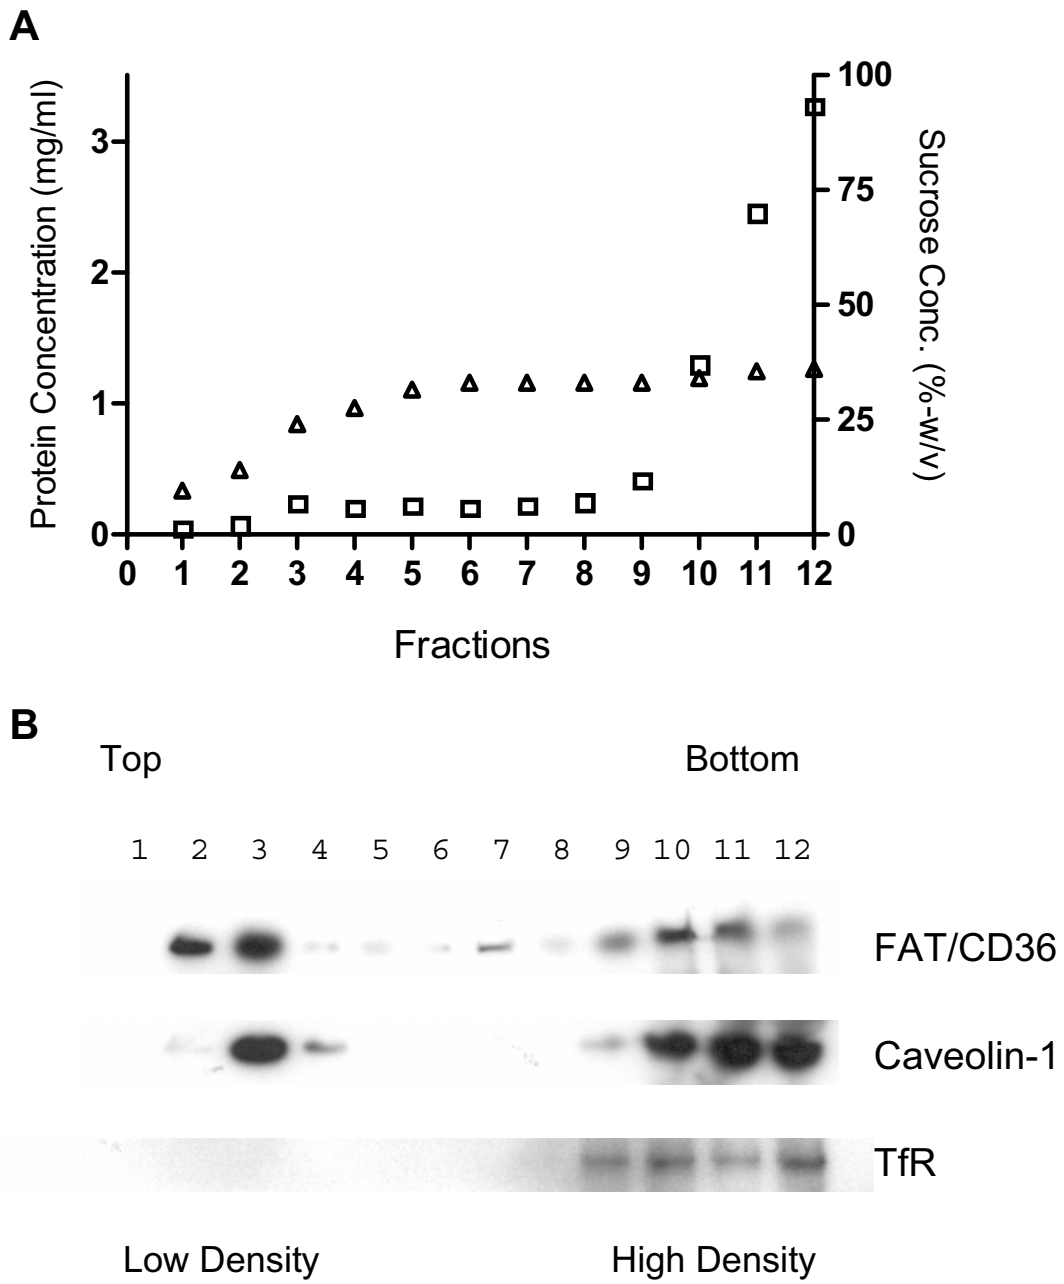 A
Protein Concentration (mg/ml)
3
2
1
0
100
75
50
25
0
Sucrose Conc. (%-w/v)
0 1 2 3 4 5 6 7 8 9 10 11 12
Fractions
B
Top Bottom
1 2 3 4 5 6 7 8 9 10 11 12
FAT/CD36
Caveolin-1
TfR
Low Density High Density